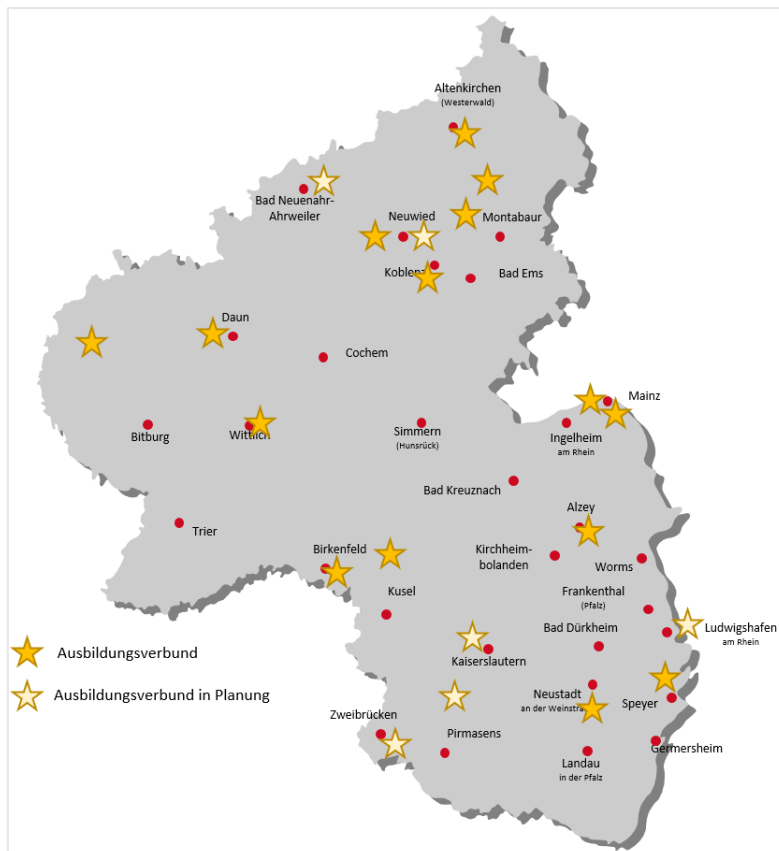 Altenkirchen
(Westerwald)
Bad Neuenahr-
Ahrweiler
Neuwied
Montabaur
Koblenz
Bad Ems
Daun
Cochem
Mainz
Bitburg
Wittlich
Simmern
(Hunsrück)
Ingelheim
am Rhein
Bad Kreuznach
Alzey
Trier
Birkenfeld
Kirchheim-
bolanden
Worms
Kusel
Frankenthal
(Pfalz)
Bad Dürkheim
Ludwigshafen
am Rhein
Ausbildungsverbund
Kaiserslautern
Ausbildungsverbund in Planung
Neustadt
an der Weinstra
Speyer
Zweibrücken
Pirmasens
Landau
in der Pfalz
Germersheim